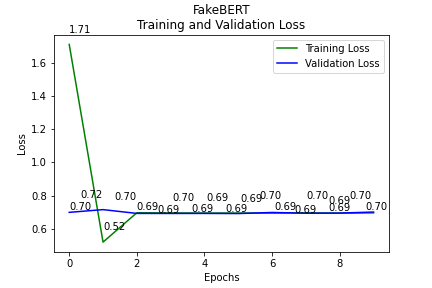 FakeBERT
Training and Validation Loss
1.71
Training Loss
Validation Loss
1.6
1.4
1.2
1.0
0.8
0.6
Loss
0.72 0.70 0.70 0.69 0.69 0.70 0.70 0.69 0.70
0.70 0.69 0.69 0.69 0.69 0.69 0.69 0.69 0.70
0.52
0 2 4 6 8
Epochs